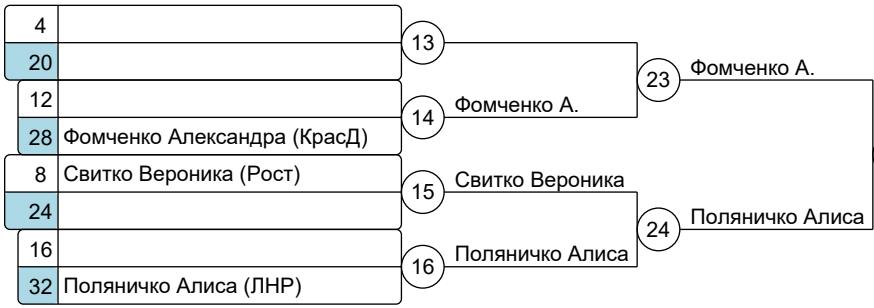 4
13
20
23
Фомченко А.
12
14
Фомченко А.
28
Фомченко Александра (КрасД)
8
Свитко Вероника (Рост)
15
Свитко Вероника
24
24
Поляничко Алиса
16
16
Поляничко Алиса
32
Поляничко Алиса (ЛНР)